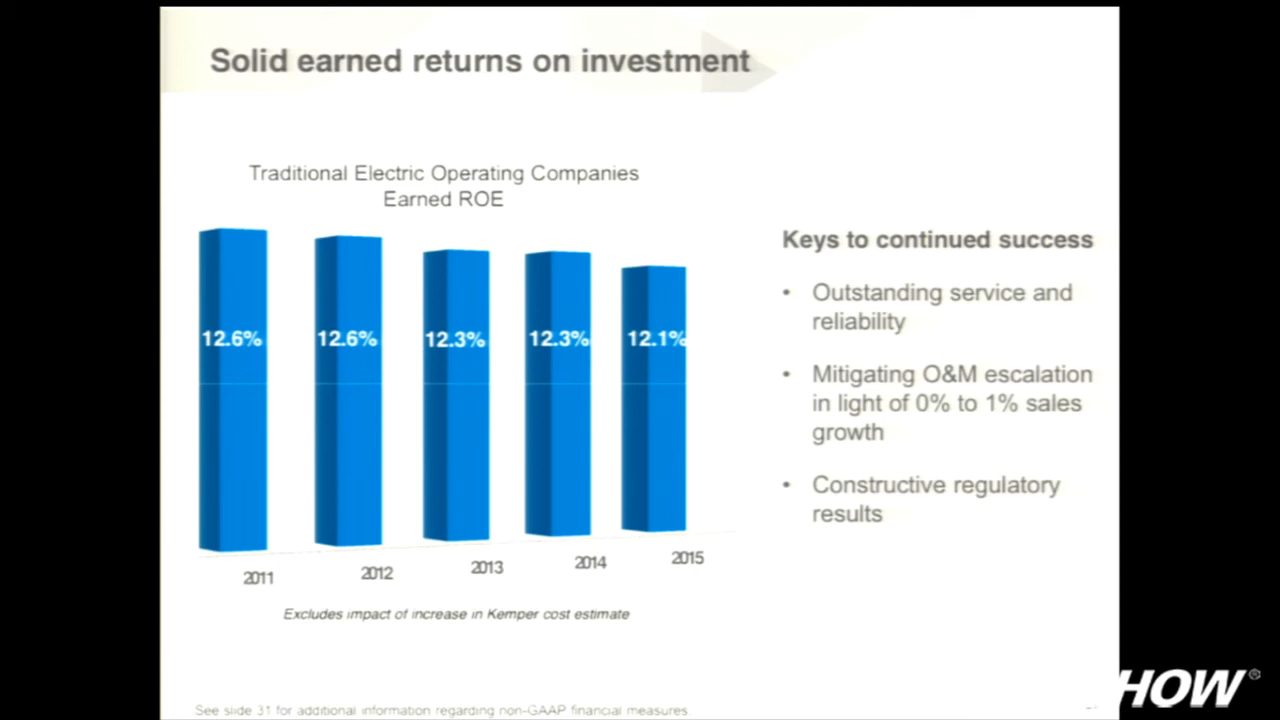 Solid earned returns on investment
Traditional Electric Operating Companies
Earned ROE
12.6%
12.6%
12.3%
12.3%
12.1%
2011
2012
2013
2014
2015
Excludes impact of increase in Kemper cost estimate
Keys to continued success
• Outstanding service and
reliability
• Mitigating O&M escalation
in light of 0% to 1% sales
growth
• Constructive regulatory
results
See slide 31 for additional information regarding non-GAAP financial measures.
HOW®